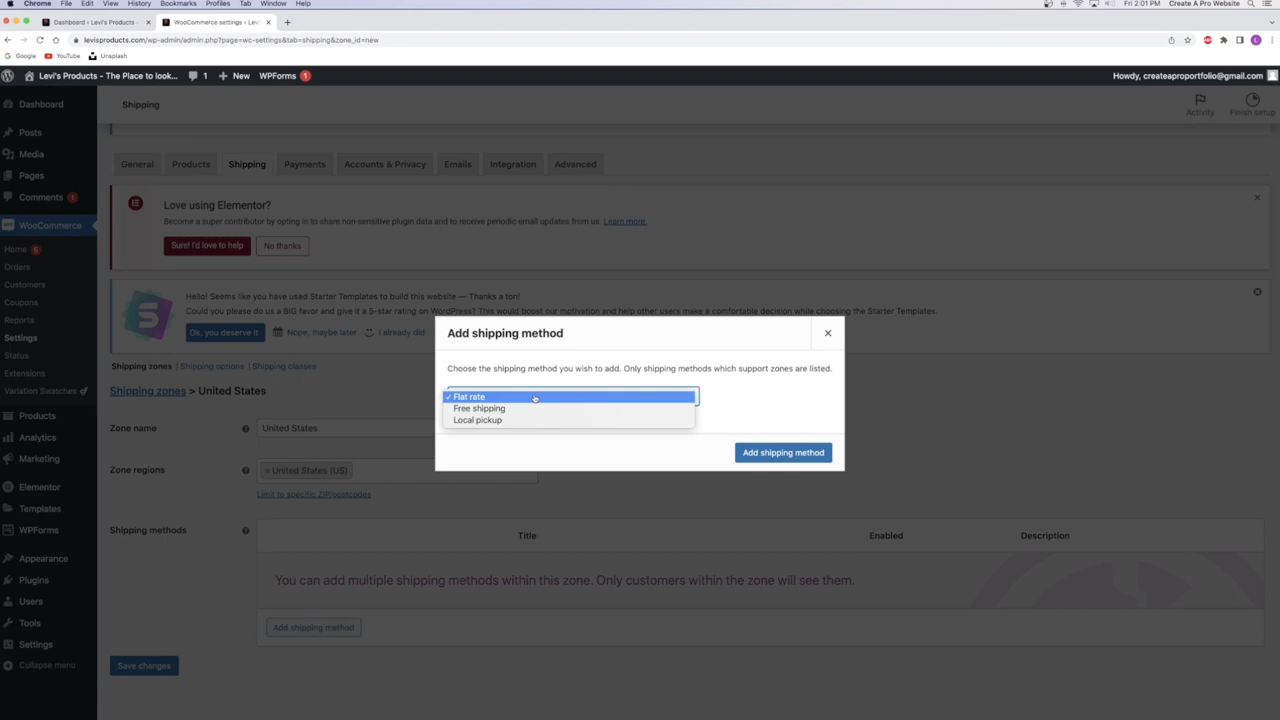 Chrome File Edit View History Bookmarks Profiles Tab Window Help Fri 2:01 PM Create A Pro Website
Dashboard ‹ Levi's Products - × WooCommerce settings ‹ Lev × +
levisproducts.com/wp-admin/admin.php?page=wc-settings&tab=shipping&zone_id=new
Google YouTube Unsplash
Levi's Products - The Place to look... 1 + New WPForms 1 Howdy, createaproportfolio@gmail.com
Dashboard
Posts
Media
Pages
Comments 1
WooCommerce
Home 6
Orders
Customers
Coupons
Reports
Settings
Status
Extensions
Variation Swatches
Products
Analytics
Marketing
Elementor
Templates
WPForms
Appearance
Plugins
Users
Tools
Settings
Collapse menu
Shipping
Activity Finish setup
General Products Shipping Payments Accounts & Privacy Emails Integration Advanced
Love using Elementor?
Become a super contributor by opting in to share non-sensitive plugin data and to receive periodic email updates from us. Learn more.
Sure! I'd love to help No thanks
Hello! Seems like you have used Starter Templates to build this website — Thanks a ton!
Could you please do us a BIG favor and give it a 5-star rating on WordPress? This would boost our motivation and help other users make a comfortable decision while choosing the Starter Templates.
Ok, you deserve it Nope, maybe later I already did
Shipping zones | Shipping options | Shipping classes
Shipping zones > United States
Zone name ? United States
Zone regions ? × United States (US)
Limit to specific ZIP/postcodes
Shipping methods ? Title Enabled Description
You can add multiple shipping methods within this zone. Only customers within the zone will see them.
Add shipping method
Save changes
Add shipping method ×
Choose the shipping method you wish to add. Only shipping methods which support zones are listed.
✓ Flat rate
Free shipping
Local pickup
Add shipping method